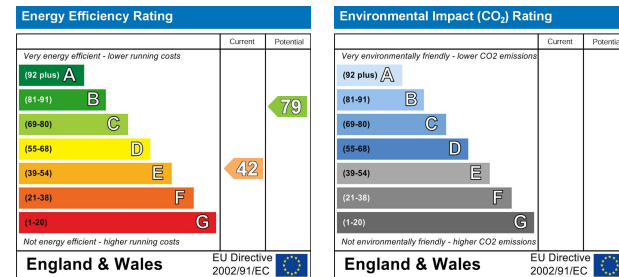 Energy Efficiency Rating
Current Potential
Very energy efficient - lower running costs
(92 plus) A
(81-91) B
79
(69-80) C
(55-68) D
42
(39-54) E
(21-38) F
(1-20) G
Not energy efficient - higher running costs
England & Wales
EU Directive
2002/91/EC
Environmental Impact (CO₂) Rating
Current Potential
Very environmentally friendly - lower CO2 emissions
(92 plus) A
(81-91) B
(69-80) C
(55-68) D
(39-54) E
(21-38) F
(1-20) G
Not environmentally friendly - higher CO2 emissions
England & Wales
EU Directive
2002/91/EC